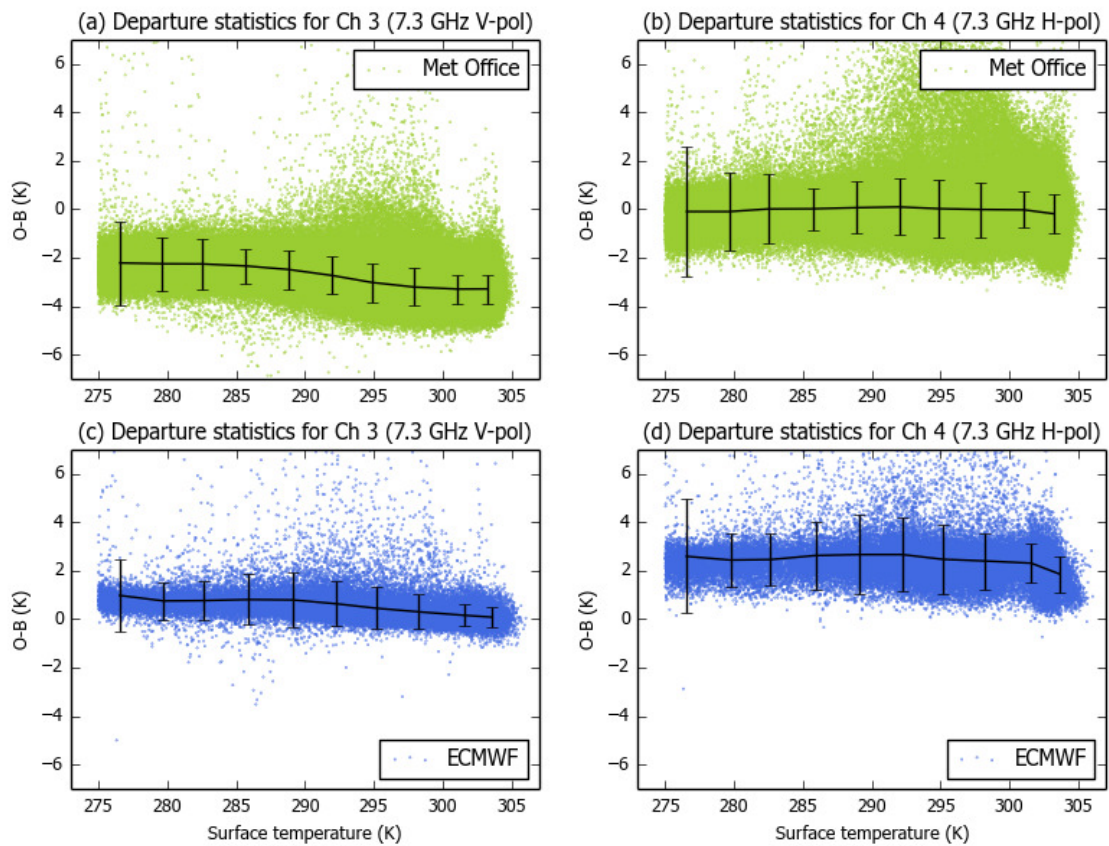 (a) Departure statistics for Ch 3 (7.3 GHz V-pol)
Met Office
O-B (K)
6
4
2
0
−2
−4
−6
275 280 285 290 295 300 305
(b) Departure statistics for Ch 4 (7.3 GHz H-pol)
Met Office
O-B (K)
6
4
2
0
−2
−4
−6
275 280 285 290 295 300 305
(c) Departure statistics for Ch 3 (7.3 GHz V-pol)
O-B (K)
6
4
2
0
−2
−4
−6
ECMWF
275 280 285 290 295 300 305
Surface temperature (K)
(d) Departure statistics for Ch 4 (7.3 GHz H-pol)
O-B (K)
6
4
2
0
−2
−4
−6
ECMWF
275 280 285 290 295 300 305
Surface temperature (K)